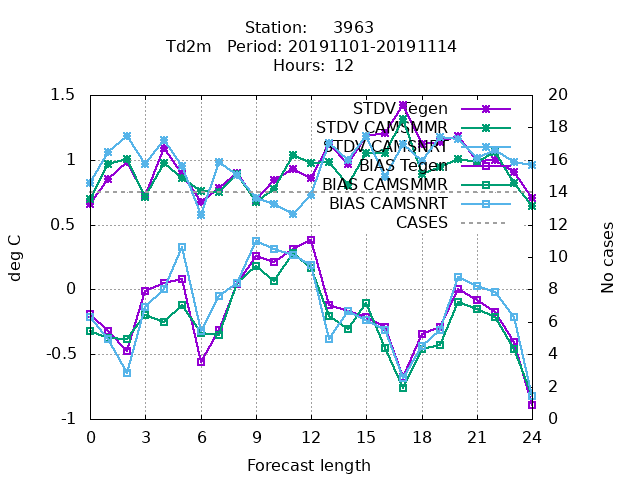 Station: 3963
Td2m Period: 20191101-20191114
Hours: 12
1.5
1
0.5
0
-0.5
-1
deg C
20
18
16
14
12
10
8
6
4
2
0
No cases
STDV Tegen
STDV CAMSMMR
STDV CAMSNRT
BIAS Tegen
BIAS CAMSMMR
BIAS CAMSNRT
CASES
0 3 6 9 12 15 18 21 24
Forecast length